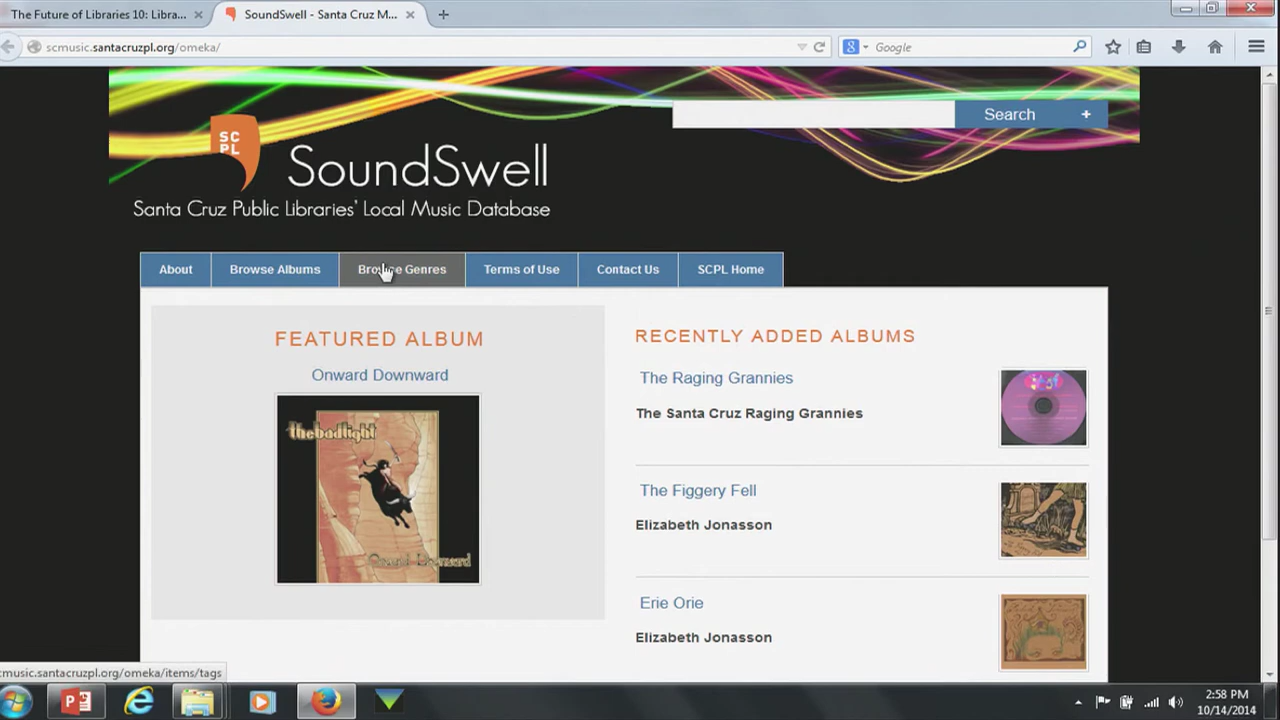 The Future of Libraries 10: Libra...
SoundSwell - Santa Cruz M...
scmusic.santacruzpl.org/omeka/
Google
SC
PL
SoundSwell
Santa Cruz Public Libraries' Local Music Database
Search +
About
Browse Albums
Browse Genres
Terms of Use
Contact Us
SCPL Home
FEATURED ALBUM
Onward Downward
thebadlight
Onward Downward
RECENTLY ADDED ALBUMS
The Raging Grannies
The Santa Cruz Raging Grannies
The Figgery Fell
Elizabeth Jonasson
Erie Orie
Elizabeth Jonasson
cmusic.santacruzpl.org/omeka/items/tags
2:58 PM
10/14/2014